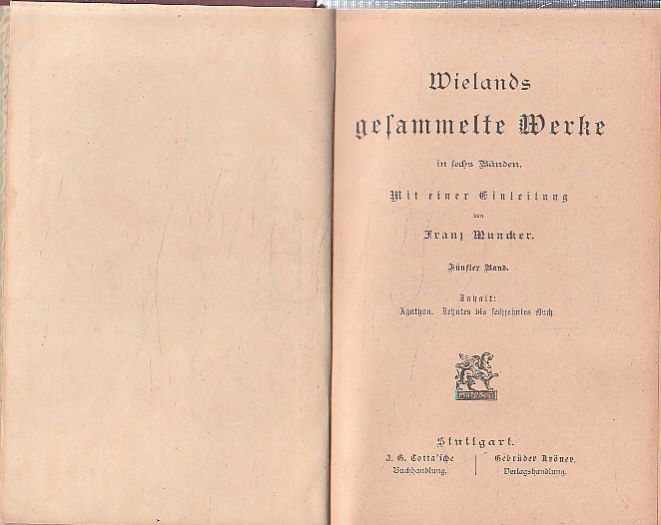 Wielands
gesammelte Werke
in sechs Bänden.
Mit einer Einleitung
von
Franz Muncker.
Fünfter Band.
Inhalt:
Agathon. Zehntes bis sechzehntes Buch.
Stuttgart.
J. G. Cotta'sche
Buchhandlung.
Gebrüder Kröner,
Verlagshandlung.